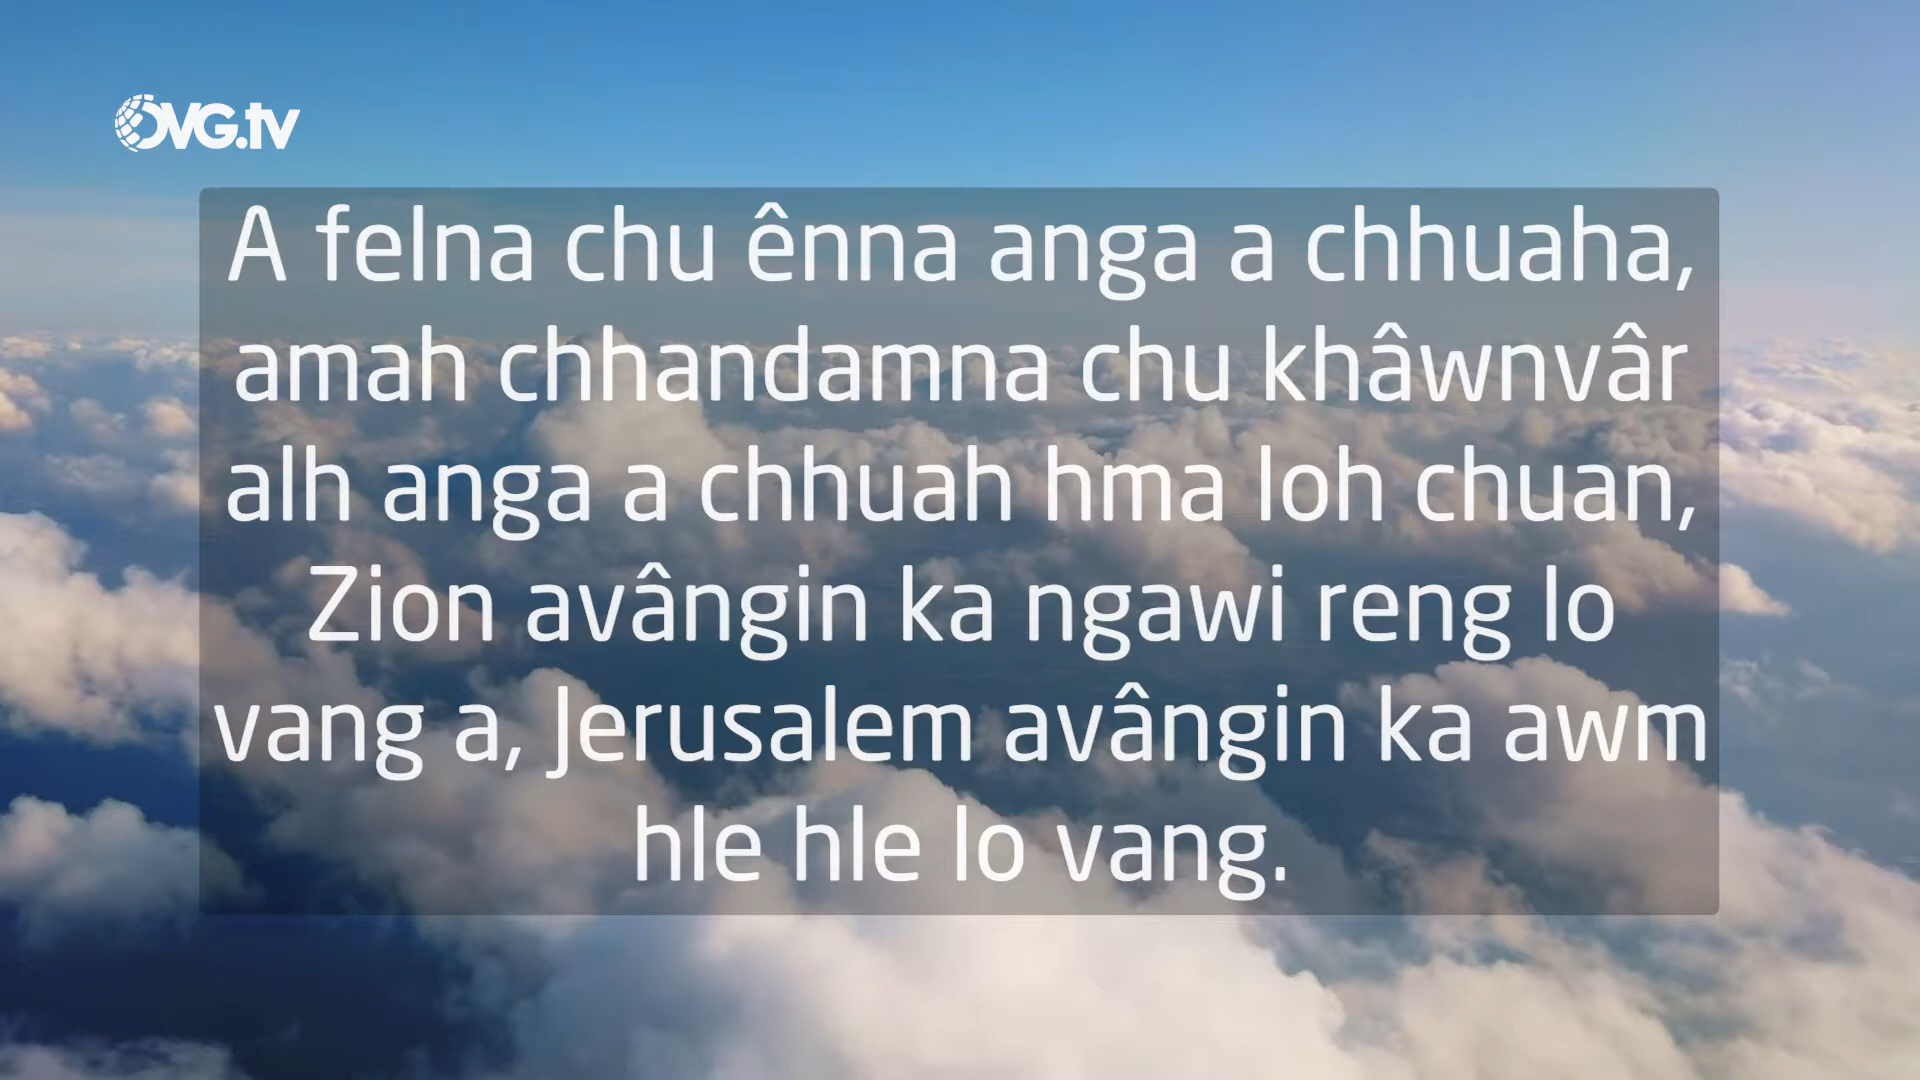 OVG.tv
A felna chu ênna anga a chhuaha,
amah chhandamna chu khâwnvâr
alh anga a chhuah hma loh chuan,
Zion avângin ka ngawi reng lo
vang a, Jerusalem avângin ka awm
hle hle lo vang.